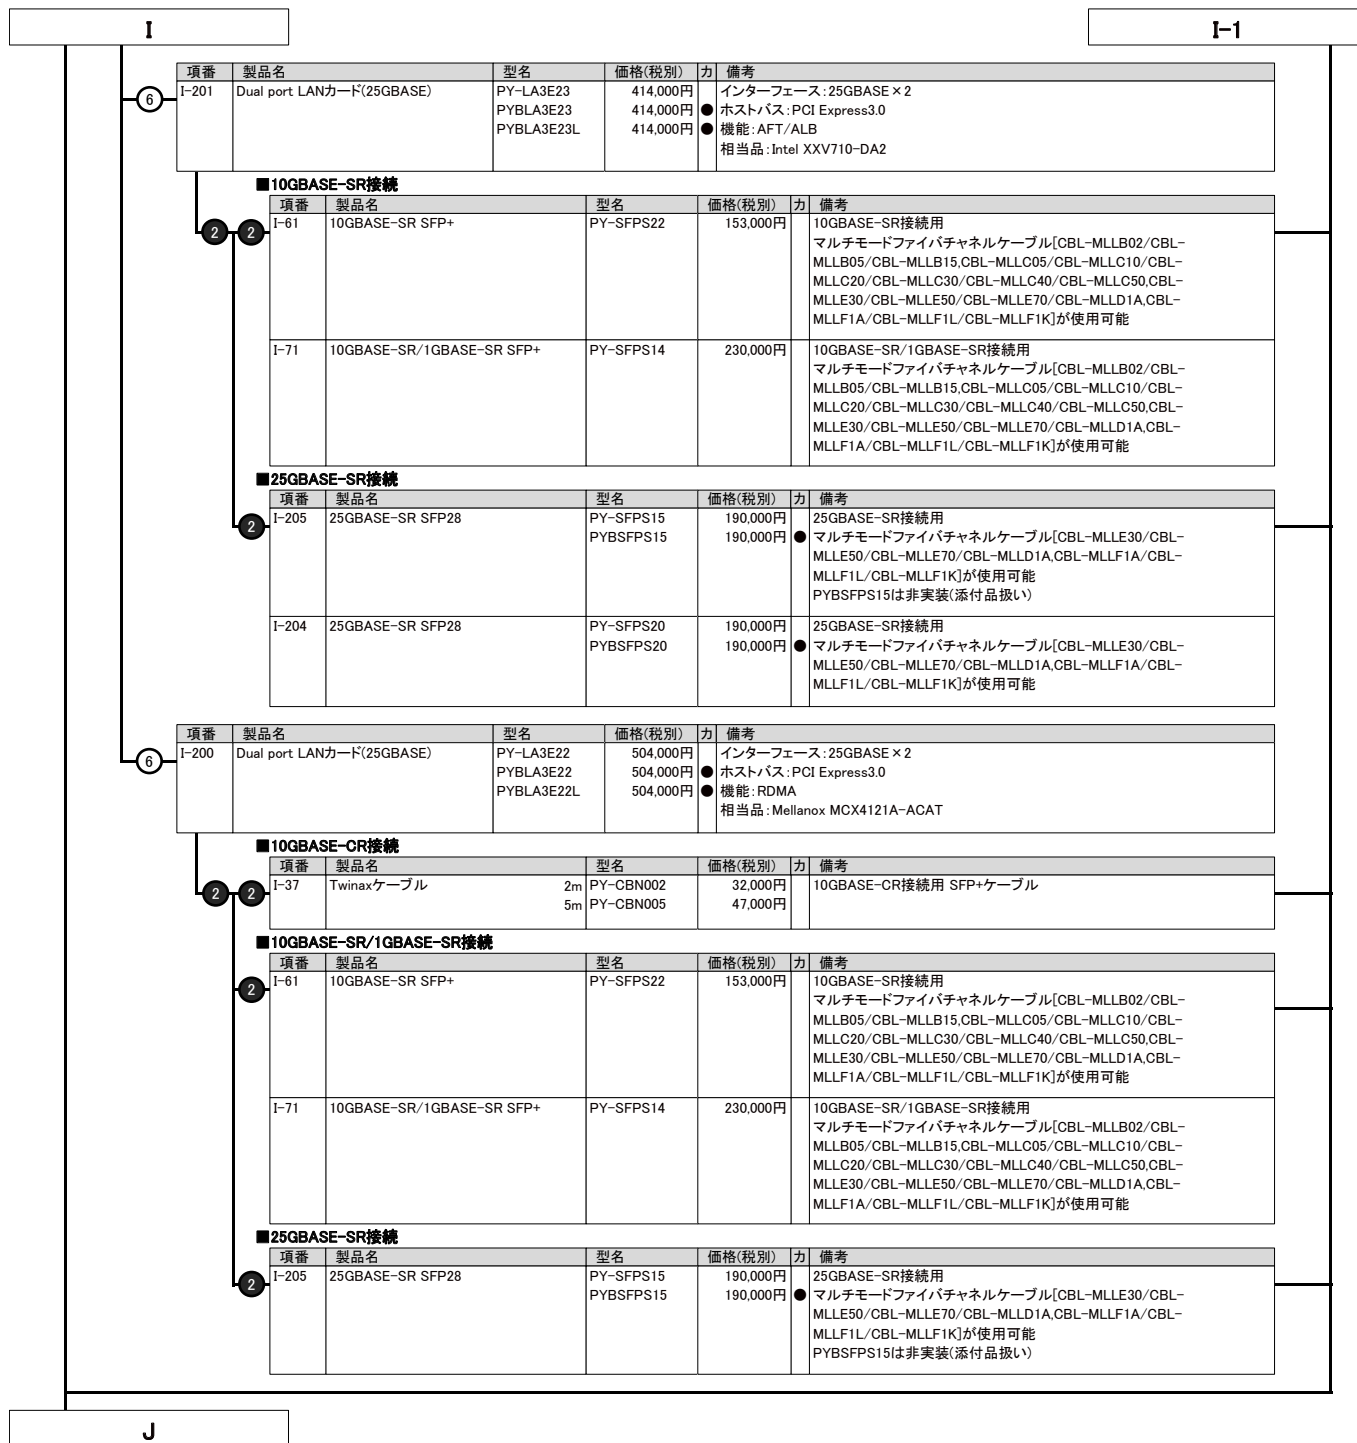 I
I-1
項番 製品名 型名 価格(税別) カ 備考
6 I-201 Dual port LANカード(25GBASE) PY-LA3E23 414,000円 インターフェース:25GBASE×2
PYBLA3E23 414,000円 ● ホストバス:PCI Express3.0
PYBLA3E23L 414,000円 ● 機能:AFT/ALB
相当品:Intel XXV710-DA2
■10GBASE-SR接続
項番 製品名 型名 価格(税別) カ 備考
2 2 I-61 10GBASE-SR SFP+ PY-SFPS22 153,000円 10GBASE-SR接続用
マルチモードファイバチャネルケーブル[CBL-MLLB02/CBL-
MLLB05/CBL-MLLB15,CBL-MLLC05/CBL-MLLC10/CBL-
MLLC20/CBL-MLLC30/CBL-MLLC40/CBL-MLLC50,CBL-
MLLE30/CBL-MLLE50/CBL-MLLE70/CBL-MLLD1A,CBL-
MLLF1A/CBL-MLLF1L/CBL-MLLF1K]が使用可能
I-71 10GBASE-SR/1GBASE-SR SFP+ PY-SFPS14 230,000円 10GBASE-SR/1GBASE-SR接続用
マルチモードファイバチャネルケーブル[CBL-MLLB02/CBL-
MLLB05/CBL-MLLB15,CBL-MLLC05/CBL-MLLC10/CBL-
MLLC20/CBL-MLLC30/CBL-MLLC40/CBL-MLLC50,CBL-
MLLE30/CBL-MLLE50/CBL-MLLE70/CBL-MLLD1A,CBL-
MLLF1A/CBL-MLLF1L/CBL-MLLF1K]が使用可能
■25GBASE-SR接続
項番 製品名 型名 価格(税別) カ 備考
2 I-205 25GBASE-SR SFP28 PY-SFPS15 190,000円 25GBASE-SR接続用
PYBSFPS15 190,000円 ● マルチモードファイバチャネルケーブル[CBL-MLLE30/CBL-
MLLE50/CBL-MLLE70/CBL-MLLD1A,CBL-MLLF1A/CBL-
MLLF1L/CBL-MLLF1K]が使用可能
PYBSFPS15は非実装(添付品扱い)
I-204 25GBASE-SR SFP28 PY-SFPS20 190,000円 25GBASE-SR接続用
PYBSFPS20 190,000円 ● マルチモードファイバチャネルケーブル[CBL-MLLE30/CBL-
MLLE50/CBL-MLLE70/CBL-MLLD1A,CBL-MLLF1A/CBL-
MLLF1L/CBL-MLLF1K]が使用可能
項番 製品名 型名 価格(税別) カ 備考
6 I-200 Dual port LANカード(25GBASE) PY-LA3E22 504,000円 インターフェース:25GBASE×2
PYBLA3E22 504,000円 ● ホストバス:PCI Express3.0
PYBLA3E22L 504,000円 ● 機能:RDMA
相当品:Mellanox MCX4121A-ACAT
■10GBASE-CR接続
項番 製品名 型名 価格(税別) カ 備考
2 2 I-37 Twinaxケーブル 2m PY-CBN002 32,000円 10GBASE-CR接続用 SFP+ケーブル
5m PY-CBN005 47,000円
■10GBASE-SR/1GBASE-SR接続
項番 製品名 型名 価格(税別) カ 備考
2 I-61 10GBASE-SR SFP+ PY-SFPS22 153,000円 10GBASE-SR接続用
マルチモードファイバチャネルケーブル[CBL-MLLB02/CBL-
MLLB05/CBL-MLLB15,CBL-MLLC05/CBL-MLLC10/CBL-
MLLC20/CBL-MLLC30/CBL-MLLC40/CBL-MLLC50,CBL-
MLLE30/CBL-MLLE50/CBL-MLLE70/CBL-MLLD1A,CBL-
MLLF1A/CBL-MLLF1L/CBL-MLLF1K]が使用可能
I-71 10GBASE-SR/1GBASE-SR SFP+ PY-SFPS14 230,000円 10GBASE-SR/1GBASE-SR接続用
マルチモードファイバチャネルケーブル[CBL-MLLB02/CBL-
MLLB05/CBL-MLLB15,CBL-MLLC05/CBL-MLLC10/CBL-
MLLC20/CBL-MLLC30/CBL-MLLC40/CBL-MLLC50,CBL-
MLLE30/CBL-MLLE50/CBL-MLLE70/CBL-MLLD1A,CBL-
MLLF1A/CBL-MLLF1L/CBL-MLLF1K]が使用可能
■25GBASE-SR接続
項番 製品名 型名 価格(税別) カ 備考
2 I-205 25GBASE-SR SFP28 PY-SFPS15 190,000円 25GBASE-SR接続用
PYBSFPS15 190,000円 ● マルチモードファイバチャネルケーブル[CBL-MLLE30/CBL-
MLLE50/CBL-MLLE70/CBL-MLLD1A,CBL-MLLF1A/CBL-
MLLF1L/CBL-MLLF1K]が使用可能
PYBSFPS15は非実装(添付品扱い)
J